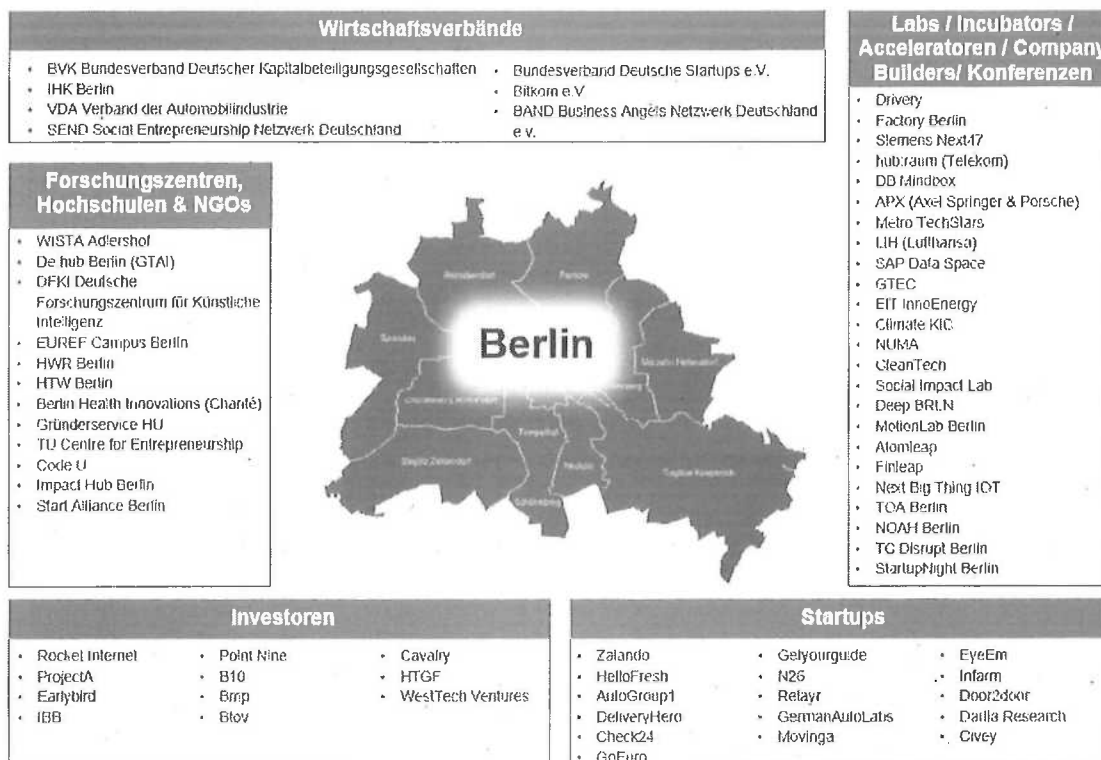 Wirtschaftsverbände
• BVK Bundesverband Deutscher Kapitalbeteiligungsgesellschaften
• IHK Berlin
• VDA Verband der Automobilindustrie
• SEND Social Entrepreneurship Netzwerk Deutschland
• Bundesverband Deutsche Startups e.V.
• Bitkom e.V
• BAND Business Angels Netzwerk Deutschland
e.v.
Labs / Incubators /
Acceleratoren / Company
Builders/ Konferenzen
• Drivery
• Factory Berlin
• Siemens Next47
• hub:raum (Telekom)
• DB Mindbox
• APX (Axel Springer & Porsche)
• Metro TechStars
• LIH (Lufthansa)
• SAP Data Space
• GTEC
• EIT InnoEnergy
• Climate KIC
• NUMA
• CleanTech
• Social Impact Lab
• Deep BRLN
• MotionLab Berlin
• Atomleap
• Finleap
• Next Big Thing IOT
• TOA Berlin
• NOAH Berlin
• TC Disrupt Berlin
• StartupNight Berlin
Forschungszentren,
Hochschulen & NGOs
• WISTA Adlershof
• De hub Berlin (GTAI)
• DFKI Deutsche
Forschungszentrum für Künstliche
Intelligenz
• EUREF Campus Berlin
• HWR Berlin
• HTW Berlin
• Berlin Health Innovations (Charité)
• Gründerservice HU
• TU Centre for Entrepreneurship
• Code U
• Impact Hub Berlin
• Start Alliance Berlin
Reinickendorf
Pankow
Spandau
Berlin
Marzahn-Hellersdorf
Charlottenburg-Wilmersdorf
Tempelhof
Steglitz-Zehlendorf
Neukölln
Treptow-Köpenick
Schöneberg
Investoren
• Rocket Internet
• ProjectA
• Earlybird
• IBB
• Point Nine
• B10
• Bmp
• Btov
• Cavalry
• HTGF
• WestTech Ventures
Startups
• Zalando
• HelloFresh
• AutoGroup1
• DeliveryHero
• Check24
• GoEuro
• Getyourguide
• N26
• Relayr
• GermanAutoLabs
• Movinga
• EyeEm
• Infarm
• Door2door
• Dalila Research
• Civey